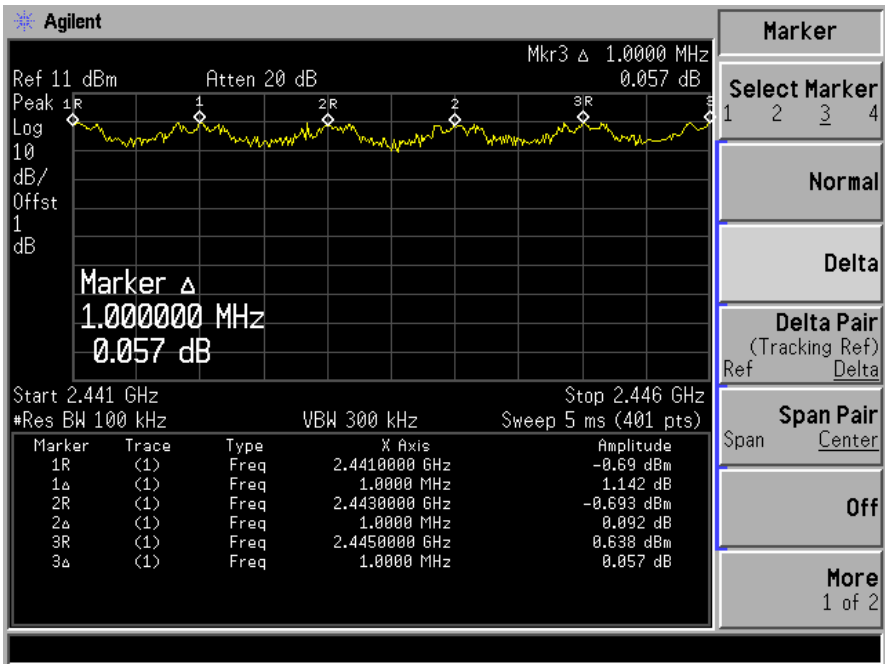 Agilent
Mkr3 Δ 1.0000 MHz
Ref 11 dBm Atten 20 dB 0.057 dB
Peak
Log
10
dB/
Offst
1
dB
1R 1 2R 2 3R 3
Marker Δ
1.000000 MHz
0.057 dB
Start 2.441 GHz Stop 2.446 GHz
#Res BW 100 kHz VBW 300 kHz Sweep 5 ms (401 pts)
Marker Trace Type X Axis Amplitude
1R (1) Freq 2.4410000 GHz -0.69 dBm
1Δ (1) Freq 1.0000 MHz 1.142 dB
2R (1) Freq 2.4430000 GHz -0.693 dBm
2Δ (1) Freq 1.0000 MHz 0.092 dB
3R (1) Freq 2.4450000 GHz 0.638 dBm
3Δ (1) Freq 1.0000 MHz 0.057 dB
Marker
Select Marker
1 2 3 4
Normal
Delta
Delta Pair
(Tracking Ref)
Ref Delta
Span Pair
Span Center
Off
More
1 of 2